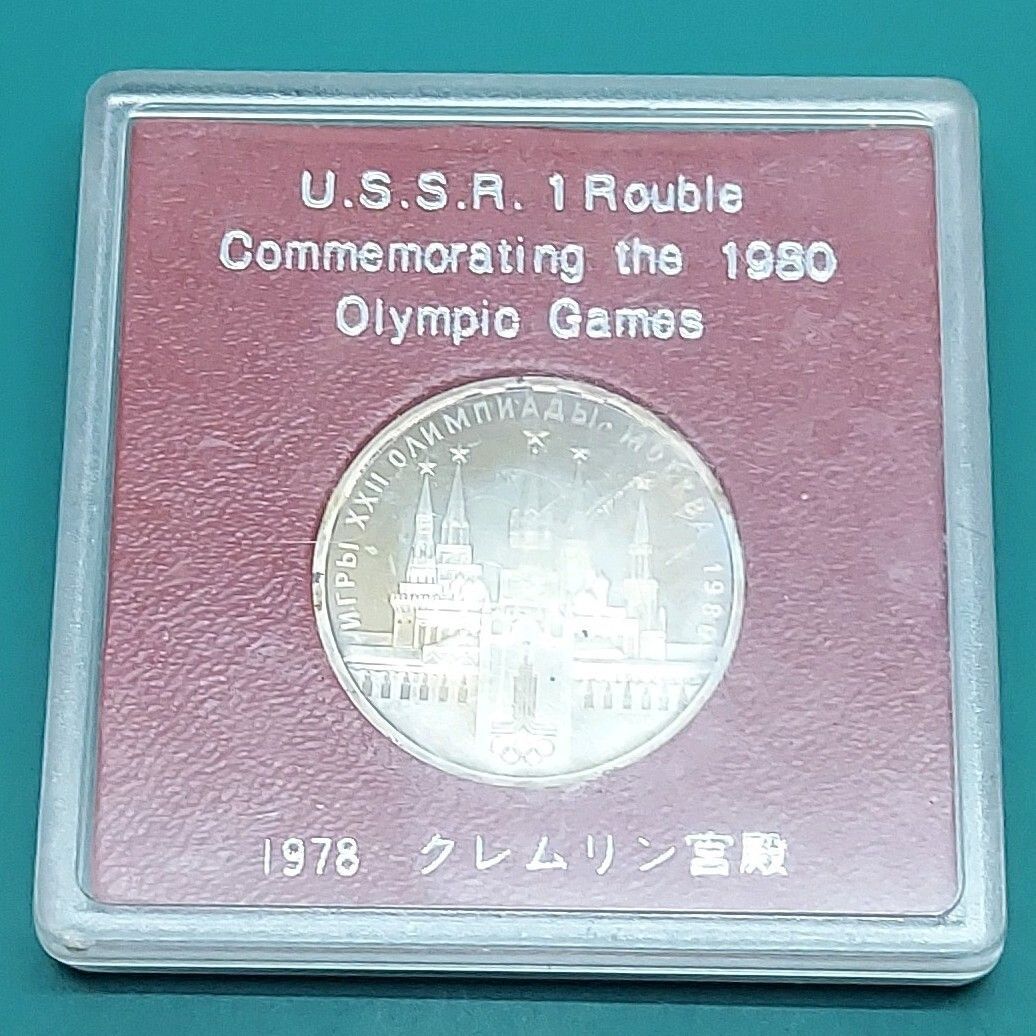 U.S.S.R. 1 Rouble
Commemorating the 1980
Olympic Games
ИГРЫ XXII ОЛИМПИАДЫ. МОСКВА 1980
1978 クレムリン宮殿